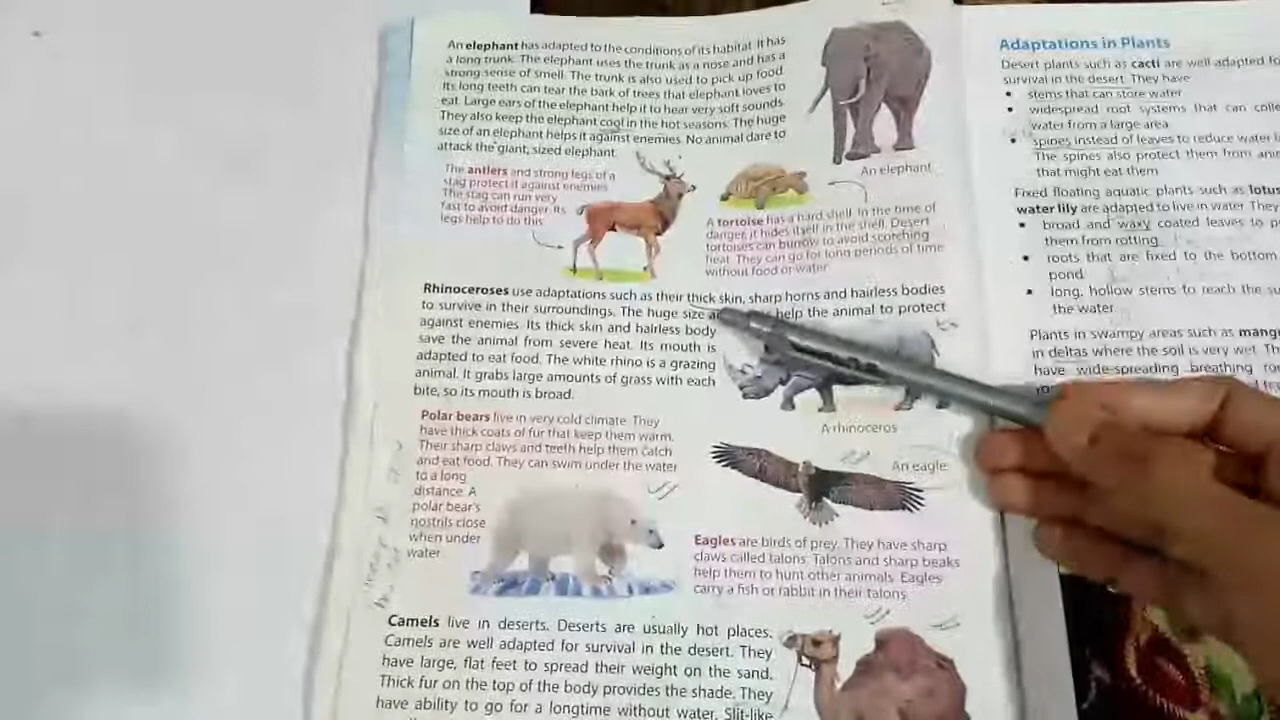 An elephant has adapted to the conditions of its habitat. It has
a long trunk. The elephant uses the trunk as a nose and has a
strong sense of smell. The trunk is also used to pick up food.
Its long teeth can tear the bark of trees that elephant loves to
eat. Large ears of the elephant help it to hear very soft sounds.
They also keep the elephant cool in the hot seasons. The huge
size of an elephant helps it against enemies. No animal dare to
attack the giant, sized elephant.
An elephant
The antlers and strong legs of a
stag protect it against enemies.
The stag can run very
fast to avoid danger. Its
legs help to do this.
A tortoise has a hard shell. In the time of
danger, it hides itself in the shell. Desert
tortoises can burrow to avoid scorching
heat. They can go for long periods of time
without food or water.
Rhinoceroses use adaptations such as their thick skin, sharp horns and hairless bodies
to survive in their surroundings. The huge size help the animal to protect
against enemies. Its thick skin and hairless body
save the animal from severe heat. Its mouth is
adapted to eat food. The white rhino is a grazing
animal. It grabs large amounts of grass with each
bite, so its mouth is broad.
A rhinoceros
Polar bears live in very cold climate. They
have thick coats of fur that keep them warm.
Their sharp claws and teeth help them catch
and eat food. They can swim under the water
to a long
distance. A
polar bear's
nostrils close
when under
water.
An eagle
Eagles are birds of prey. They have sharp
claws called talons. Talons and sharp beaks
help them to hunt other animals. Eagles
carry a fish or rabbit in their talons.
Camels live in deserts. Deserts are usually hot places.
Camels are well adapted for survival in the desert. They
have large, flat feet to spread their weight on the sand.
Thick fur on the top of the body provides the shade. They
have ability to go for a longtime without water. Slit-like
Adaptations in Plants
Desert plants such as cacti are well adapted
survival in the desert. They have
• stems that can store water
• widespread root systems that can
water from a large area
• spines instead of leaves to reduce water
The spines also protect them from
that might eat them
Fixed floating aquatic plants such as
water lily are adapted to live in water. They
• broad and waxy coated leaves to
them from rotting
• roots that are fixed to the bottom
pond.
• long, hollow stems to reach the
the water
Plants in swampy areas such as
in deltas where the soil is very wet.
have wide-spreading breathing